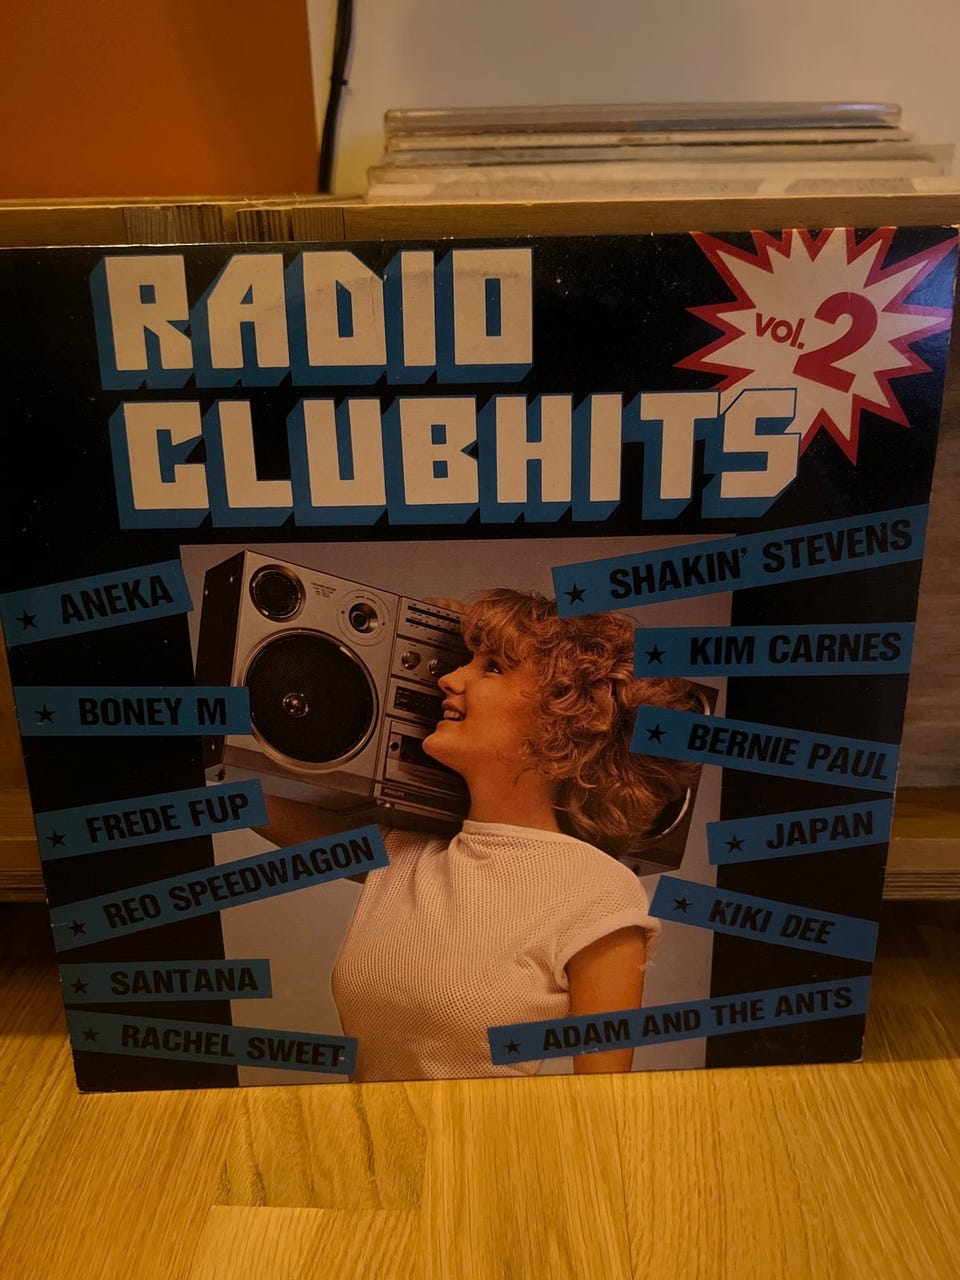 RADIO
CLUBHITS
vol. 2
★ ANEKA
★ BONEY M
★ FREDE FUP
★ REO SPEEDWAGON
★ SANTANA
★ RACHEL SWEET
★ SHAKIN' STEVENS
★ KIM CARNES
★ BERNIE PAUL
★ JAPAN
★ KIKI DEE
★ ADAM AND THE ANTS